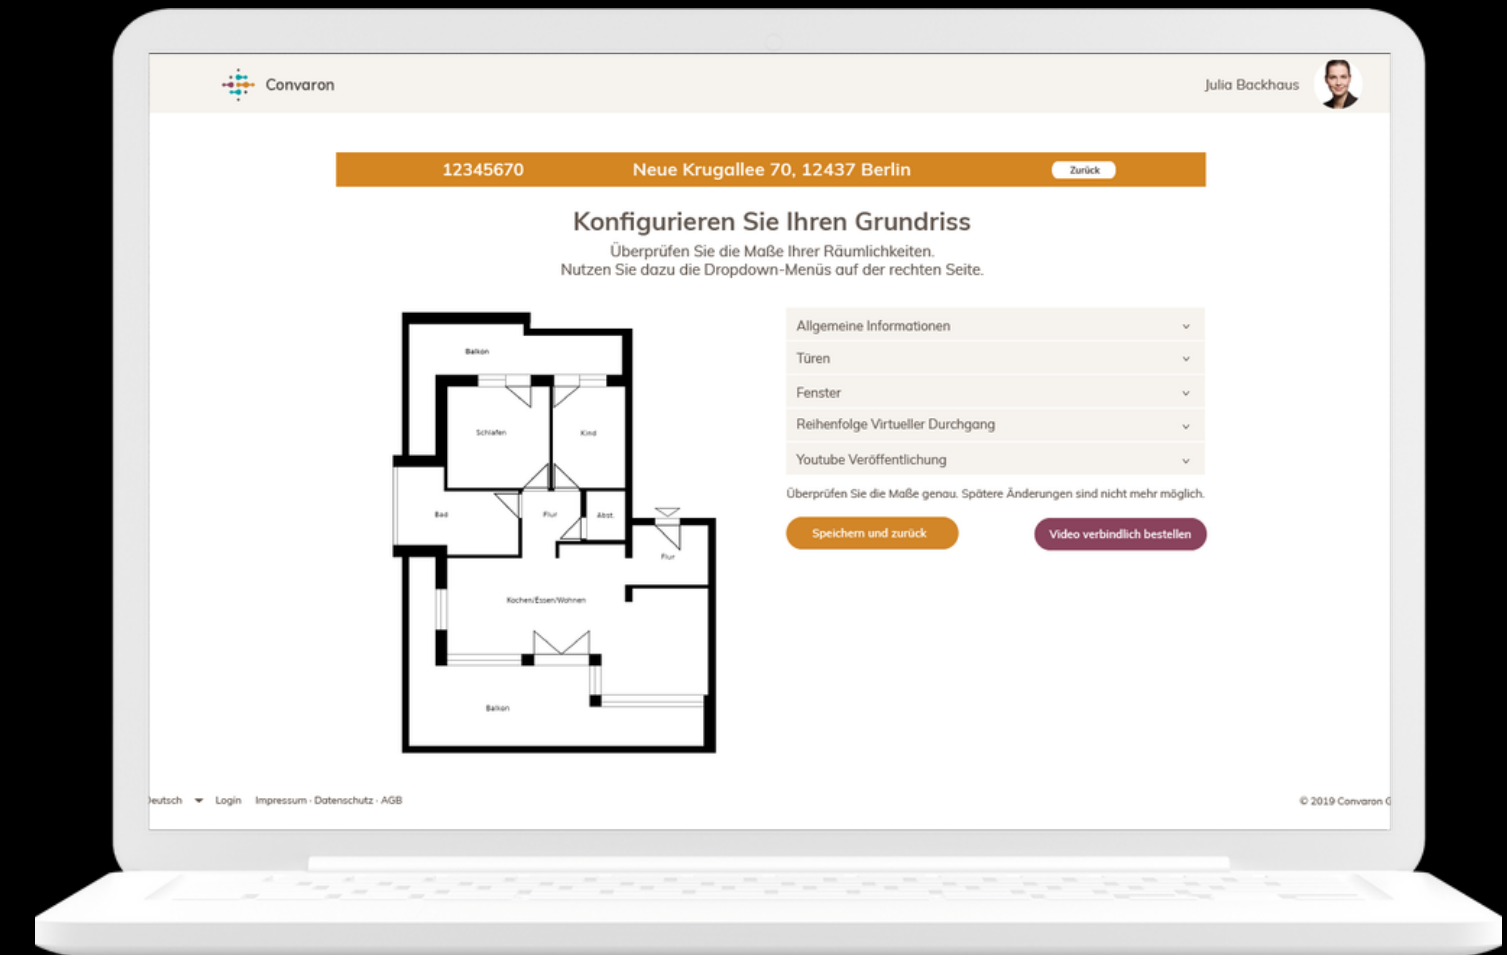 Convaron
Julia Backhaus
12345670
Neue Krugallee 70, 12437 Berlin
Zurück
Konfigurieren Sie Ihren Grundriss
Überprüfen Sie die Maße Ihrer Räumlichkeiten.
Nutzen Sie dazu die Dropdown-Menüs auf der rechten Seite.
Balkon
Schlafen
Kind
Bad
Flur
Abst.
Flur
Kochen/Essen/Wohnen
Balkon
Allgemeine Informationen
Türen
Fenster
Reihenfolge Virtueller Durchgang
Youtube Veröffentlichung
Überprüfen Sie die Maße genau. Spätere Änderungen sind nicht mehr möglich.
Speichern und zurück
Video verbindlich bestellen
eutsch
Login
Impressum · Datenschutz · AGB
© 2019 Convaron G